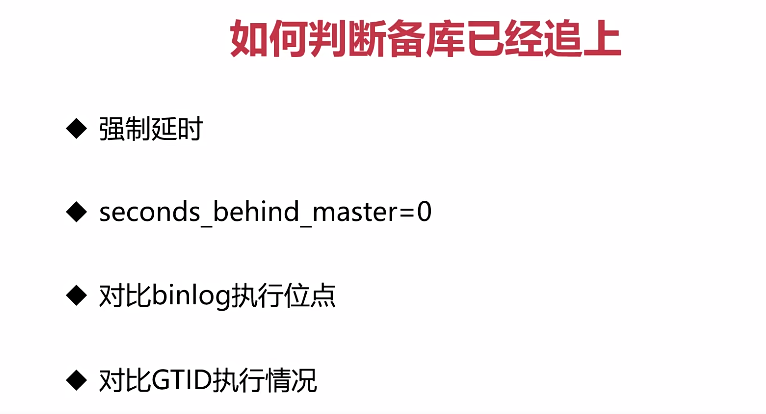 如何判断备库已经追上
◆ 强制延时
◆ seconds_behind_master=0
◆ 对比binlog执行位点
◆ 对比GTID执行情况